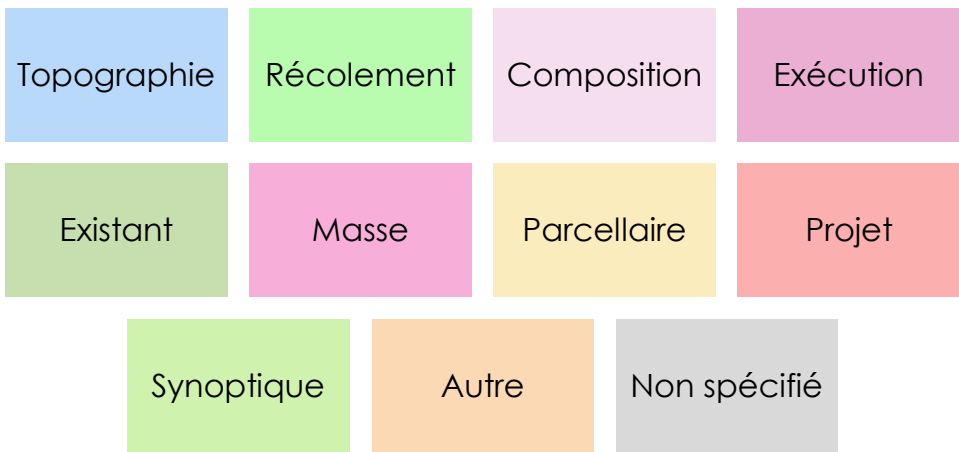 Topographie
Récolement
Composition
Exécution
Existant
Masse
Parcellaire
Projet
Synoptique
Autre
Non spécifié